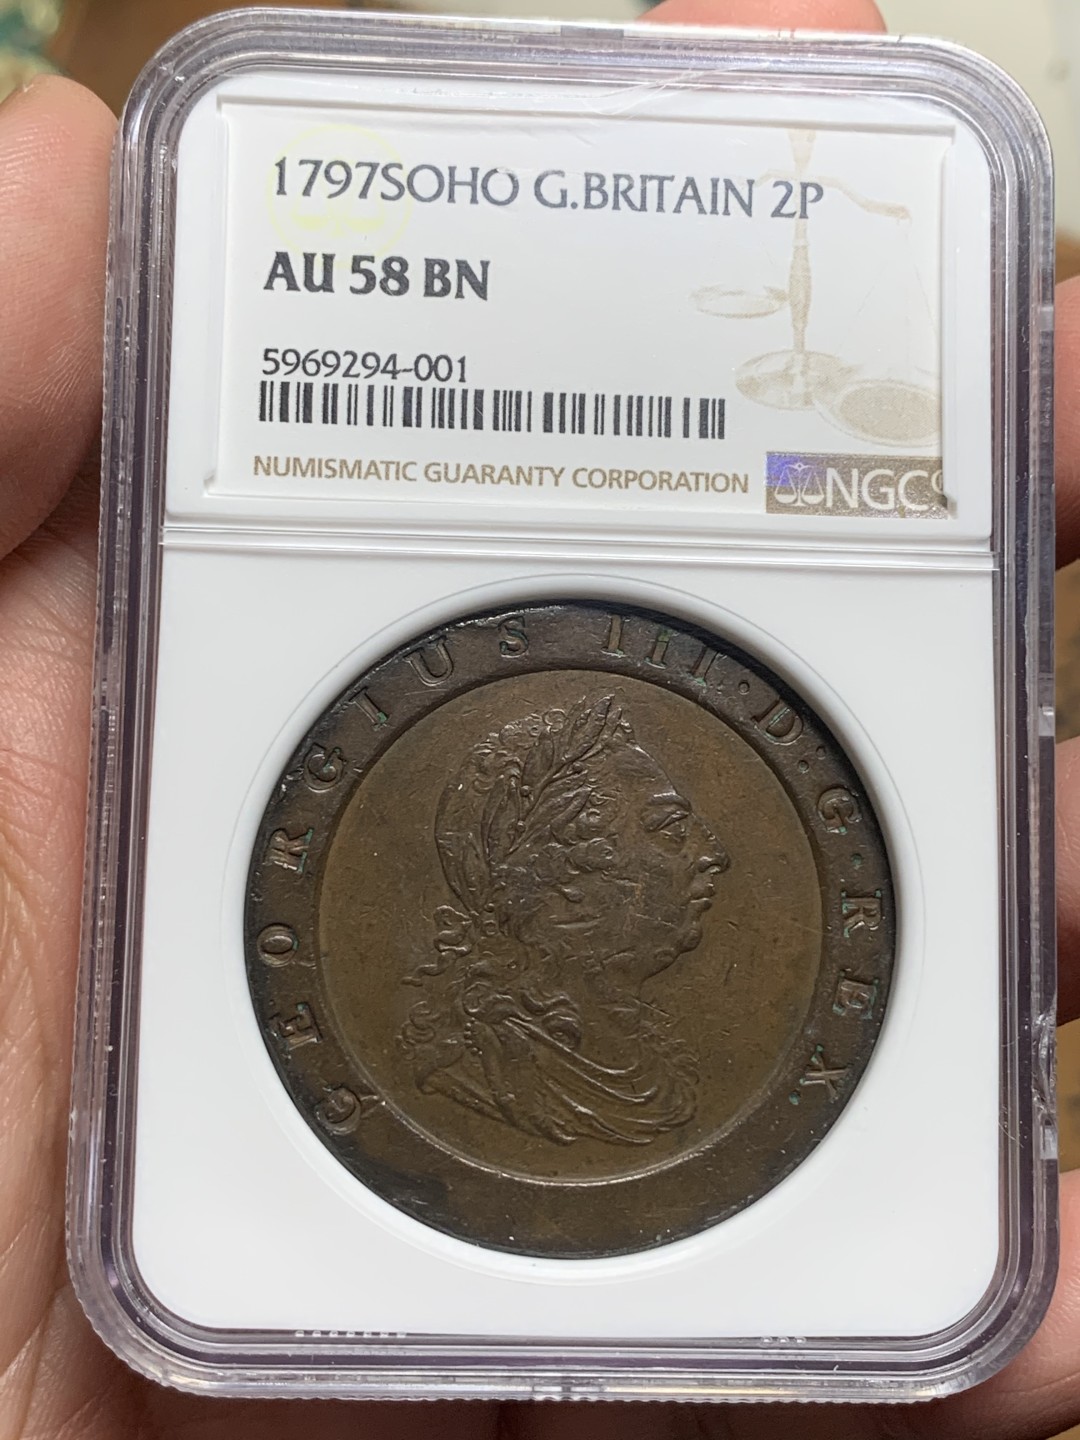 1797SOHO G.BRITAIN 2P
AU 58 BN
5969294-001
NUMISMATIC GUARANTY CORPORATION
NGC
GEORGIUS III·D:G·REX.